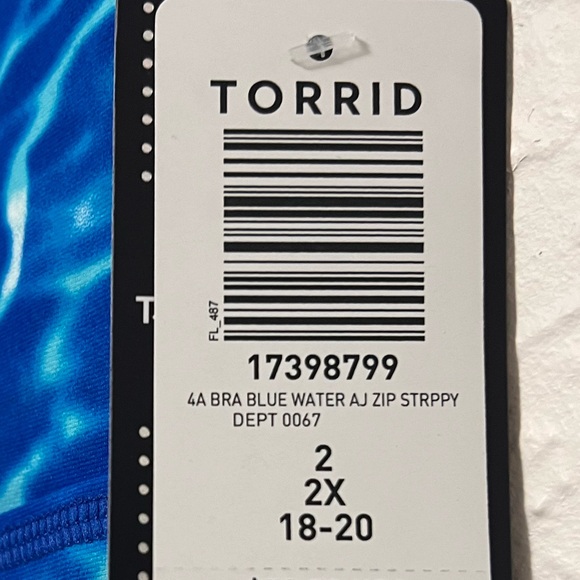 TORRID
FL_487
17398799
4A BRA BLUE WATER AJ ZIP STRPPY
DEPT 0067
2
2X
18-20